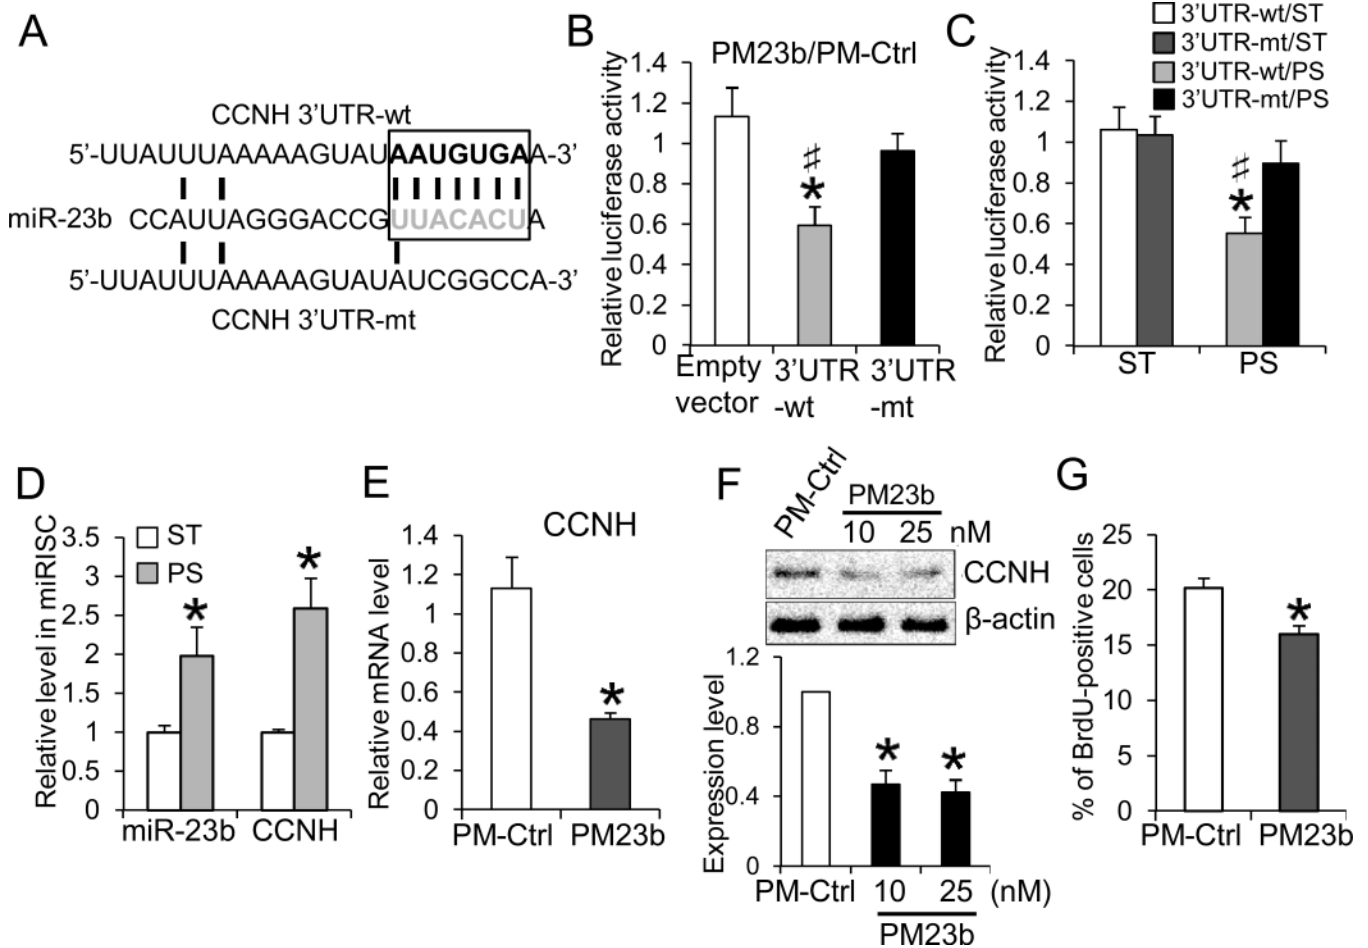 A
CCNH 3’UTR-wt
5’-UUAUUUAAAAAGUAUAAUGUGAA-3’
miR-23b CCAUUAGGGACCGUUACACUA
5’-UUAUUUAAAAAGUAUAUCGGCCA-3’
CCNH 3’UTR-mt
B
PM23b/PM-Ctrl
Relative luciferase activity
1.4
1.2
1
0.8
0.6
0.4
0.2
0
♯
*
Empty vector
3’UTR -wt
3’UTR -mt
C
3’UTR-wt/ST
3’UTR-mt/ST
3’UTR-wt/PS
3’UTR-mt/PS
Relative luciferase activity
1.4
1.2
1
0.8
0.6
0.4
0.2
0
♯
*
ST PS
D
Relative level in miRISC
ST
PS
3.5
3
2.5
2
1.5
1
0.5
0
* *
miR-23b CCNH
E
CCNH
Relative mRNA level
1.4
1.2
1
0.8
0.6
0.4
0.2
0
*
PM-Ctrl PM23b
F
PM-Ctrl
PM23b
10 25 nM
CCNH
β-actin
Expression level
1.2
0.8
0.4
0
* *
PM-Ctrl 10 25 (nM)
PM23b
G
% of BrdU-positive cells
25
20
15
10
5
0
*
PM-Ctrl PM23b